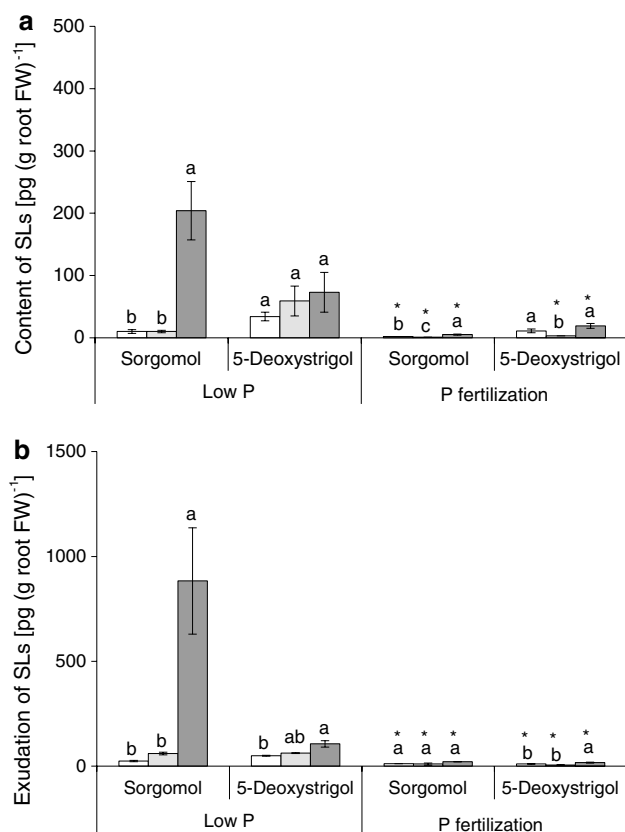 a
Content of SLs [pg (g root FW)⁻¹]
500
400
300
200
100
0
a
b b
a a a
* * *
b c a
* *
a b a
Sorgomol 5-Deoxystrigol Sorgomol 5-Deoxystrigol
Low P P fertilization
b
Exudation of SLs [pg (g root FW)⁻¹]
1500
1000
500
0
a
b b
b ab a
* * *
a a a
* * *
b b a
Sorgomol 5-Deoxystrigol Sorgomol 5-Deoxystrigol
Low P P fertilization